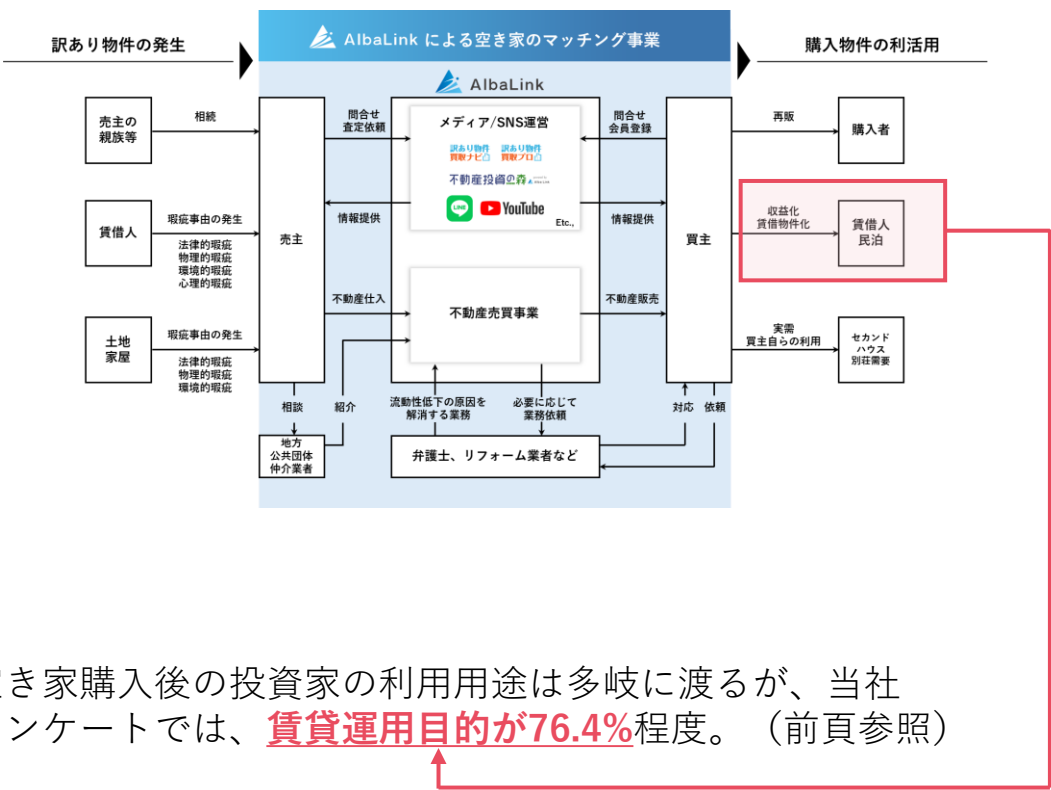 訳あり物件の発生
AlbaLink による空き家のマッチング事業
購入物件の利活用
AlbaLink
売主の
親族等
相続
問合せ
査定依頼
メディア/SNS運営
訳あり物件
買取ナビ
訳あり物件
買取プロ
不動産投資の森
LINE
YouTube
Etc.,
問合せ
会員登録
再販
購入者
賃借人
瑕疵事由の発生
法律的瑕疵
物理的瑕疵
環境的瑕疵
心理的瑕疵
売主
情報提供
情報提供
買主
収益化
賃借物件化
賃借人
民泊
土地
家屋
瑕疵事由の発生
法律的瑕疵
物理的瑕疵
環境的瑕疵
不動産仕入
不動産売買事業
不動産販売
実需
買主自らの利用
セカンド
ハウス
別荘需要
相談
紹介
流動性低下の原因を
解消する業務
必要に応じて
業務依頼
対応
依頼
地方
公共団体
仲介業者
弁護士、リフォーム業者など
き家購入後の投資家の利用用途は多岐に渡るが、当社
ンケートでは、賃貸運用目的が76.4%程度。（前頁参照）